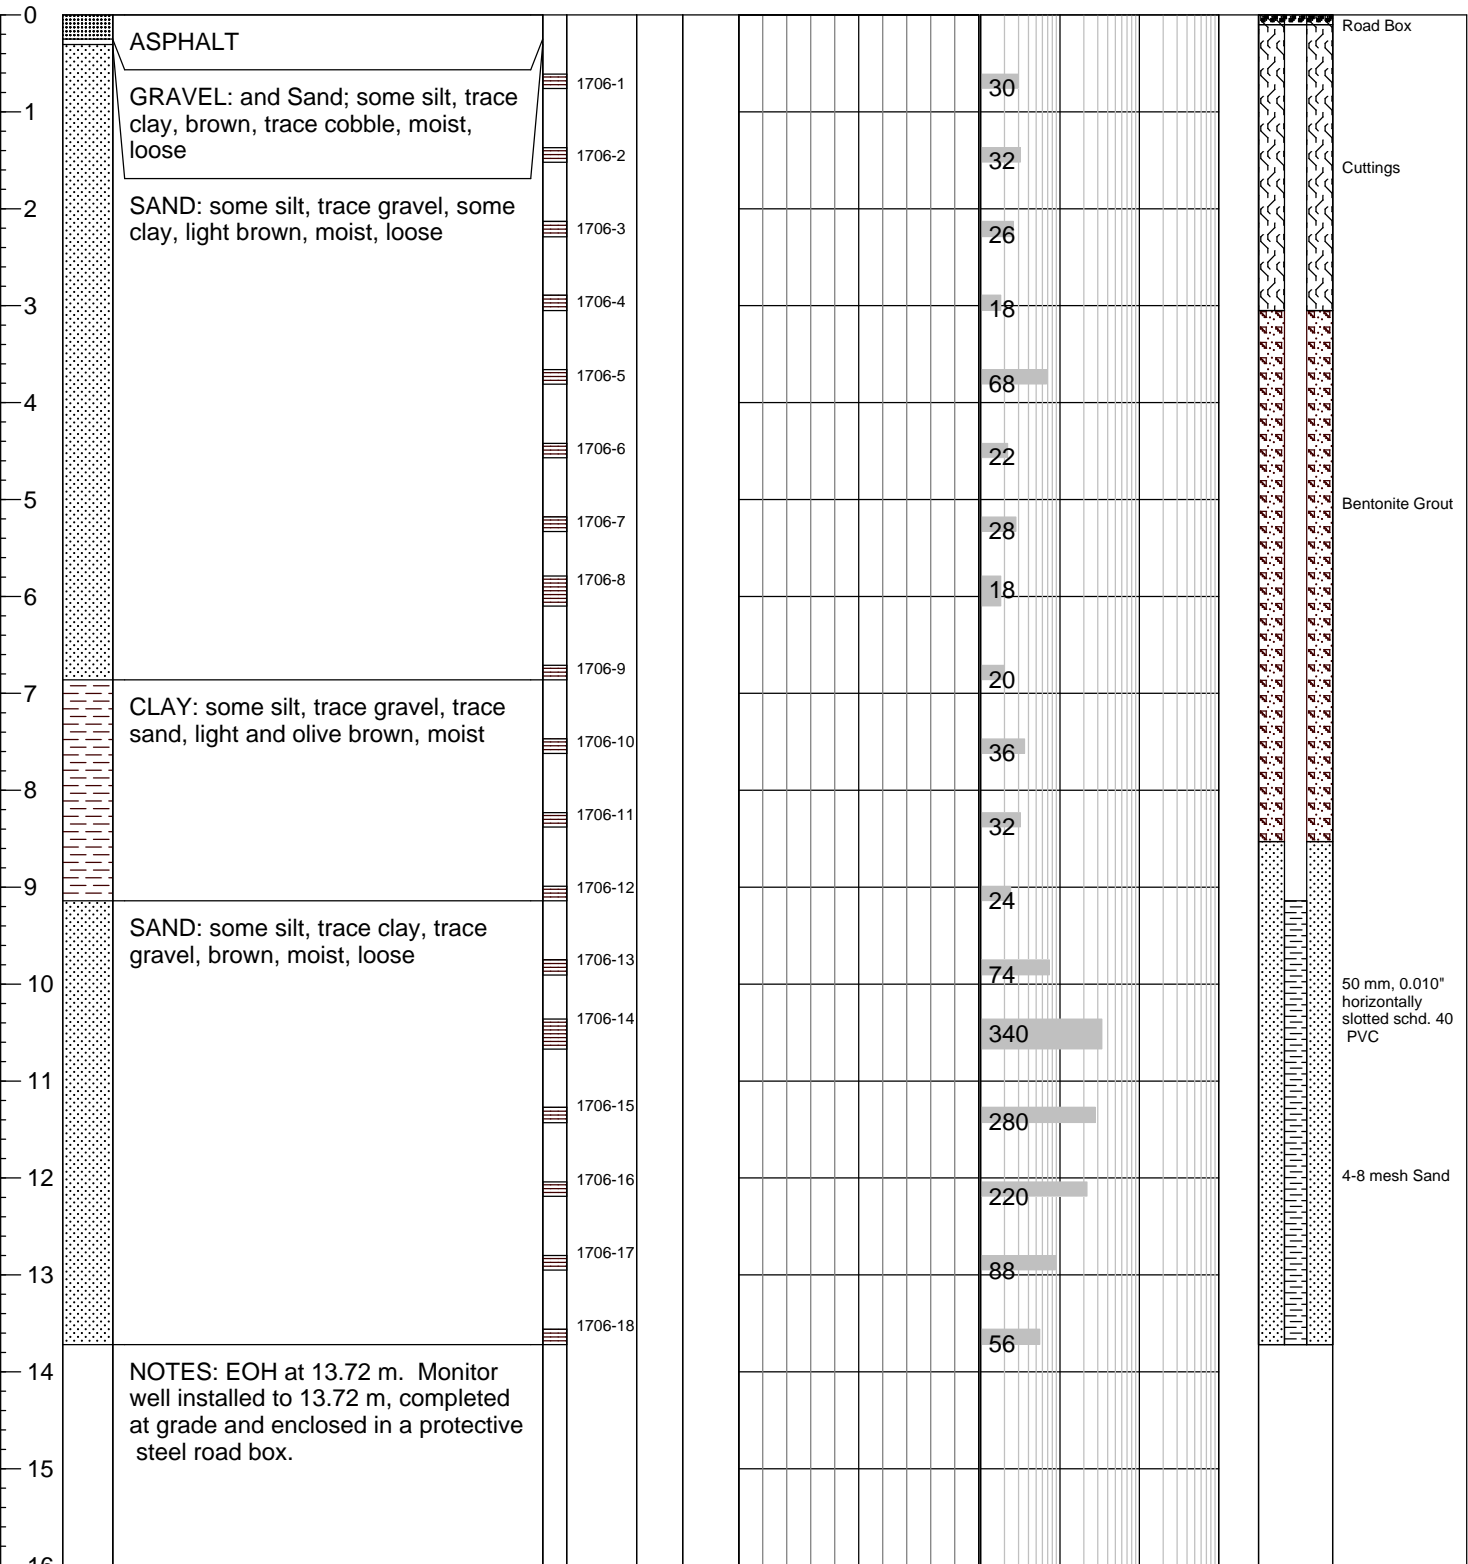 0
1
2
3
4
5
6
7
8
9
10
11
12
13
14
15
16
ASPHALT
GRAVEL: and Sand; some silt, trace
clay, brown, trace cobble, moist,
loose
SAND: some silt, trace gravel, some
clay, light brown, moist, loose
CLAY: some silt, trace gravel, trace
sand, light and olive brown, moist
SAND: some silt, trace clay, trace
gravel, brown, moist, loose
NOTES: EOH at 13.72 m.  Monitor
well installed to 13.72 m, completed
at grade and enclosed in a protective
steel road box.
1706-1
1706-2
1706-3
1706-4
1706-5
1706-6
1706-7
1706-8
1706-9
1706-10
1706-11
1706-12
1706-13
1706-14
1706-15
1706-16
1706-17
1706-18
30
32
26
18
68
22
28
18
20
36
32
24
74
340
280
220
88
56
Road Box
Cuttings
Bentonite Grout
50 mm, 0.010"
horizontally
slotted schd. 40
PVC
4-8 mesh Sand